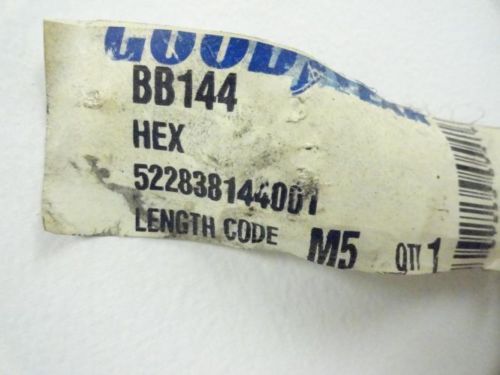 GOODYEAR
BB144
HEX
522838144001
LENGTH CODE M5 QTY 1